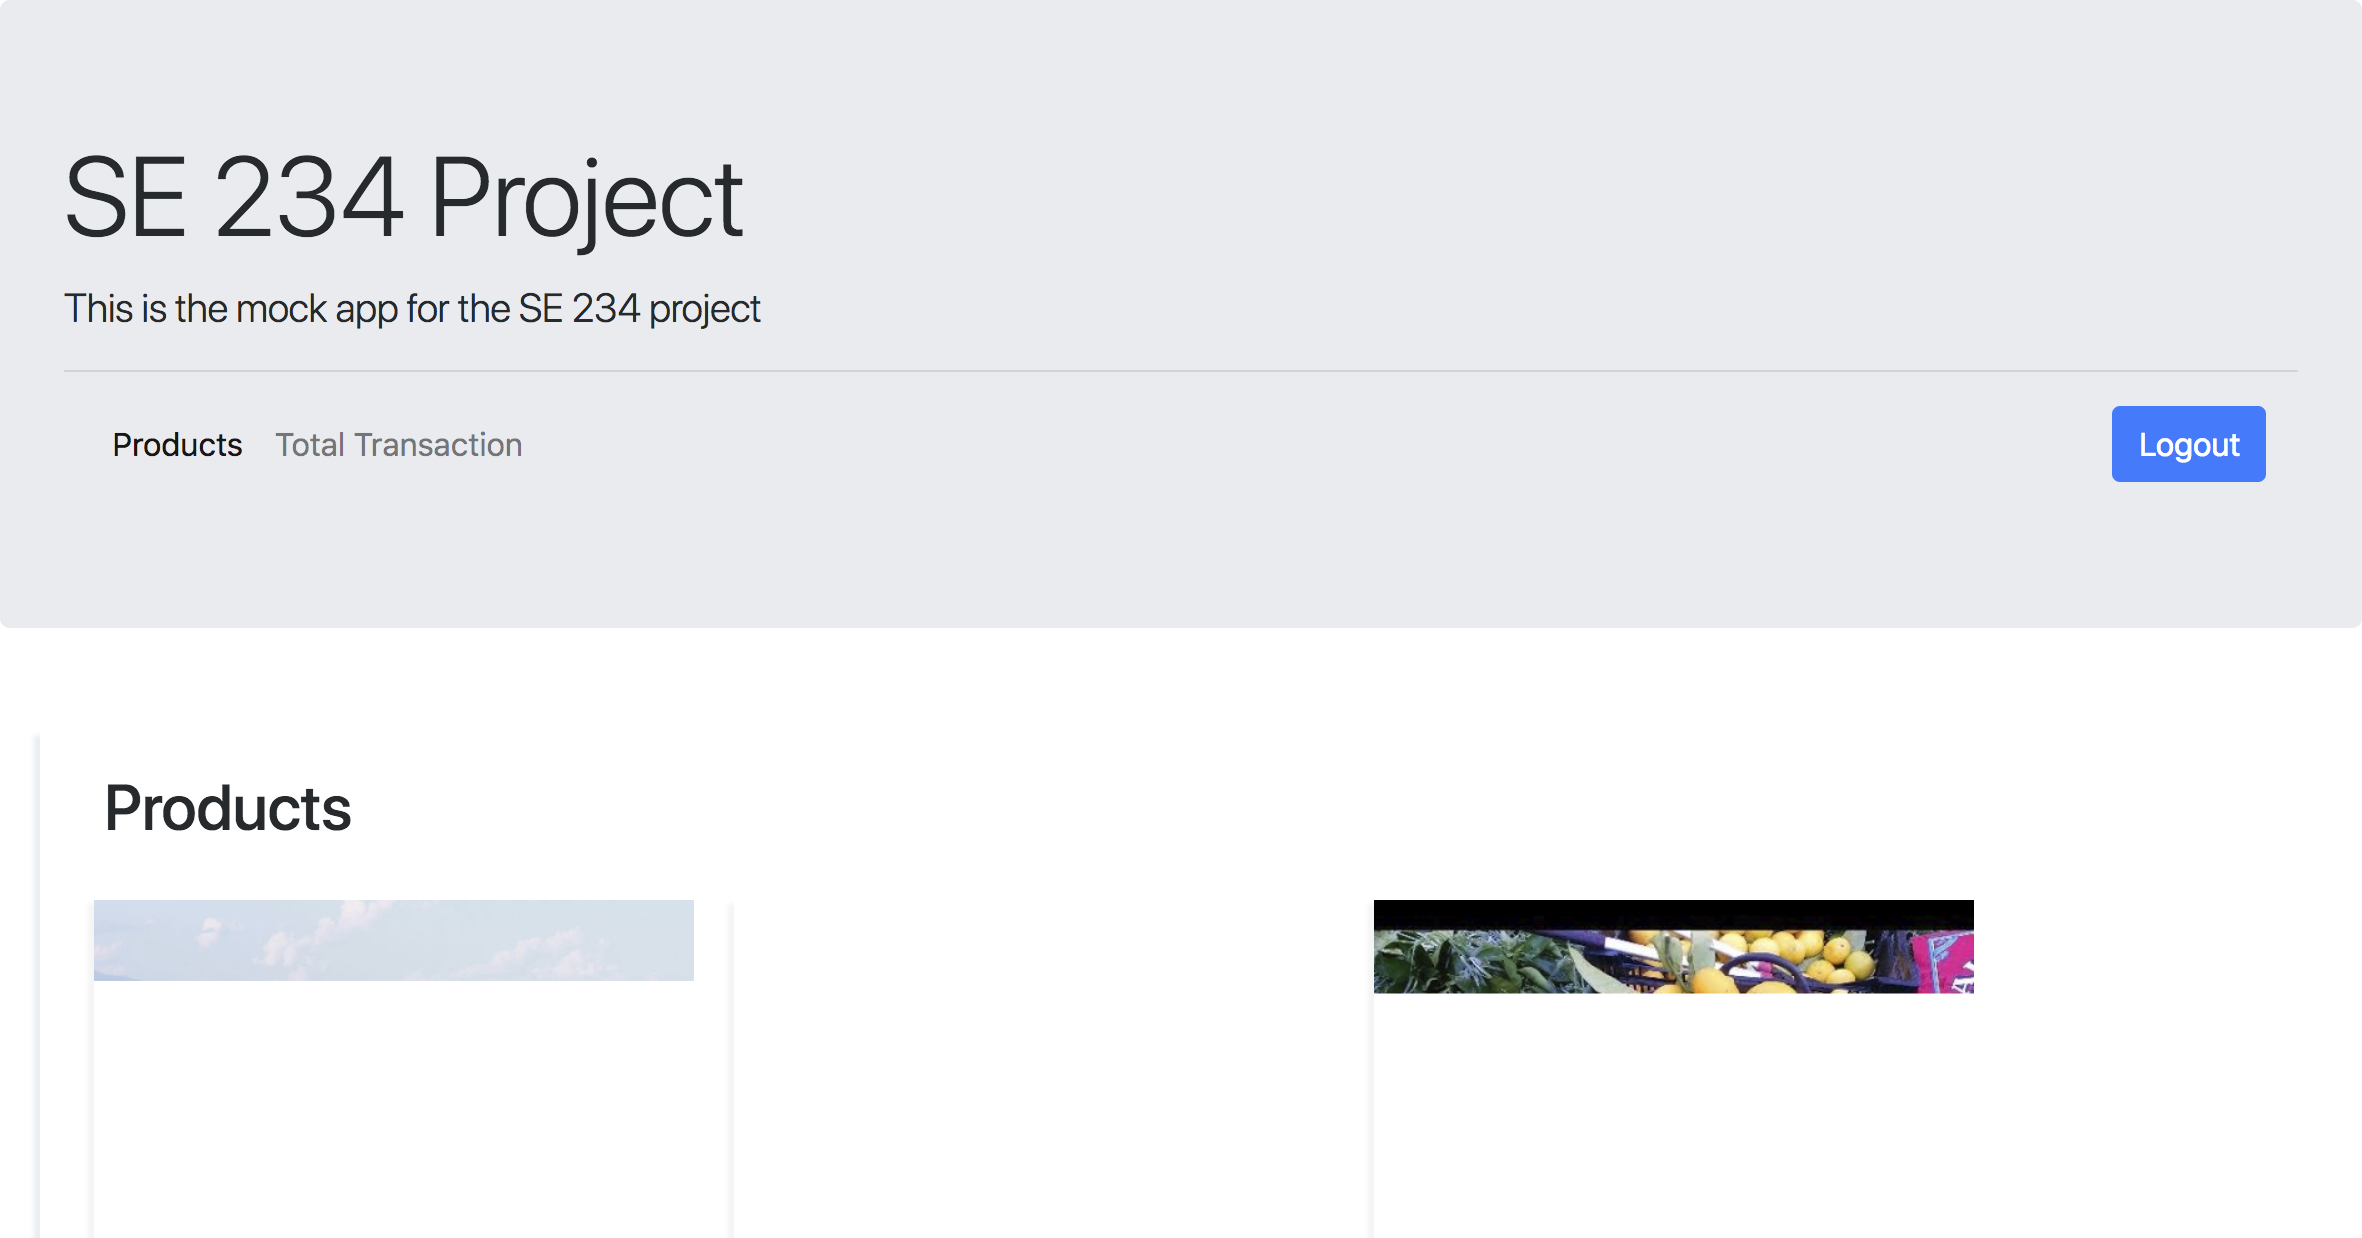 SE 234 Project
This is the mock app for the SE 234 project
Products Total Transaction Logout
Products